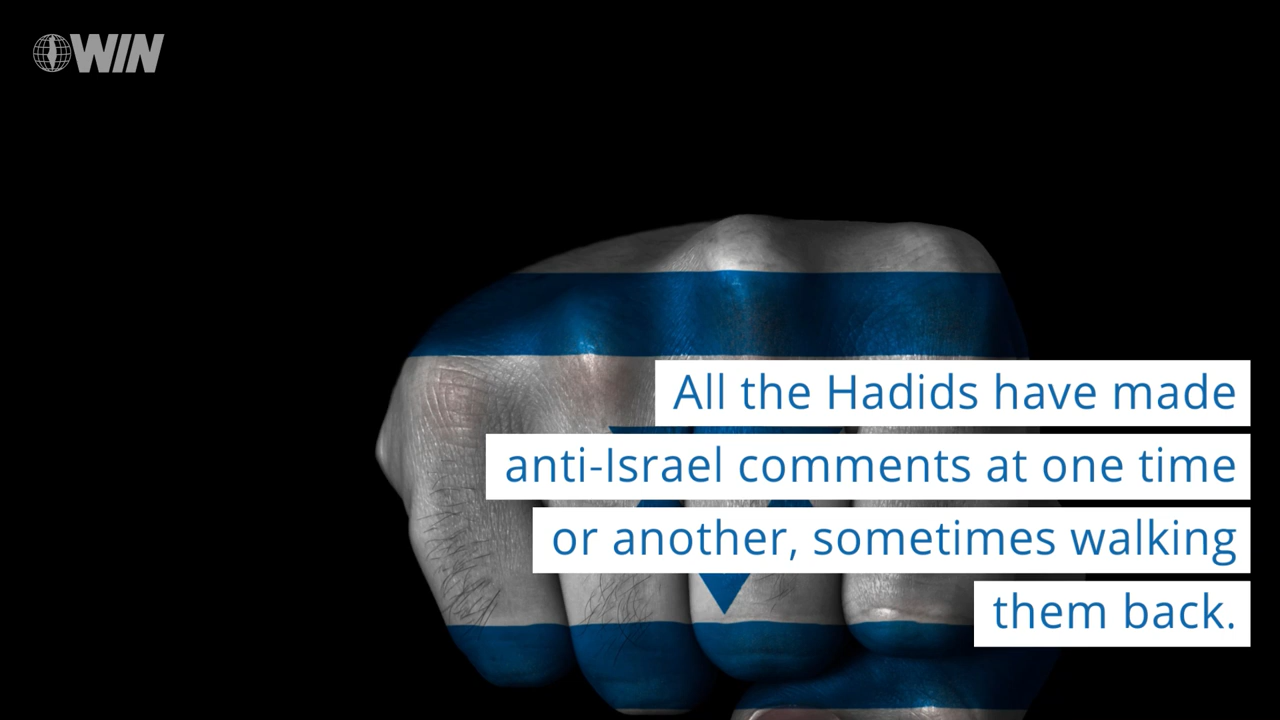 WIN
All the Hadids have made
anti-Israel comments at one time
or another, sometimes walking
them back.